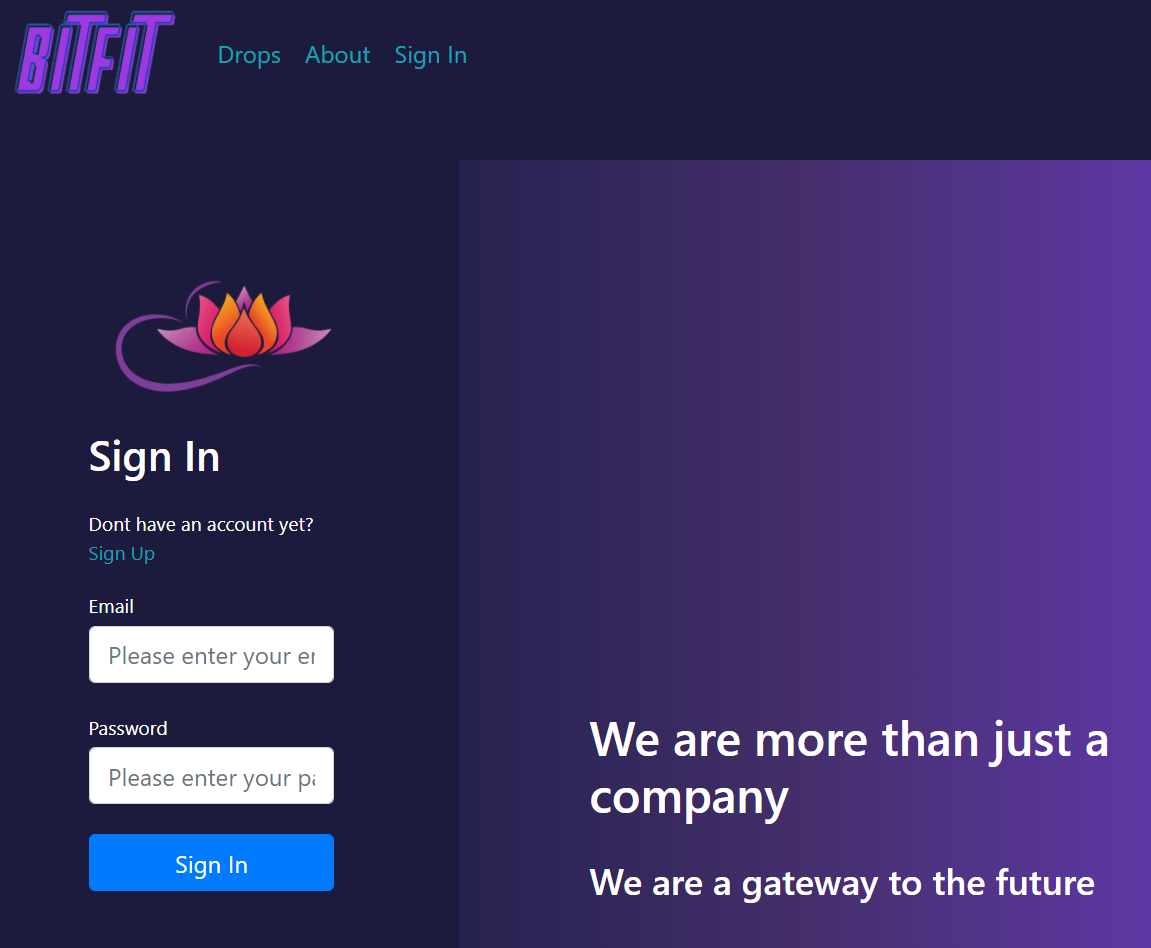 BITFIT
Drops About Sign In
Sign In
Dont have an account yet?
Sign Up
Email
Please enter your er
Password
Please enter your pa
Sign In
We are more than just a
company
We are a gateway to the future